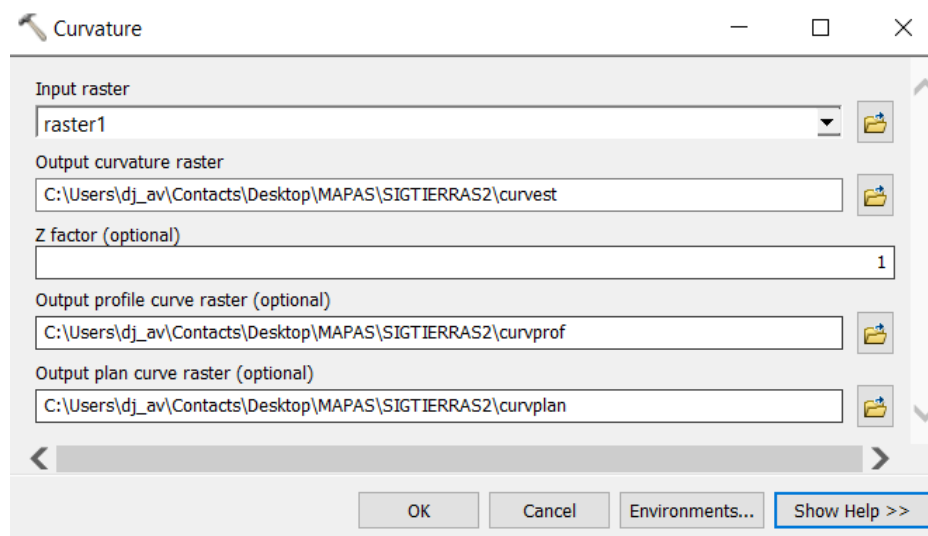 Curvature
Input raster
raster1
Output curvature raster
C:\Users\dj_av\Contacts\Desktop\MAPAS\SIGTIERRAS2\curvest
Z factor (optional)
1
Output profile curve raster (optional)
C:\Users\dj_av\Contacts\Desktop\MAPAS\SIGTIERRAS2\curvprof
Output plan curve raster (optional)
C:\Users\dj_av\Contacts\Desktop\MAPAS\SIGTIERRAS2\curvplan
OK Cancel Environments... Show Help >>